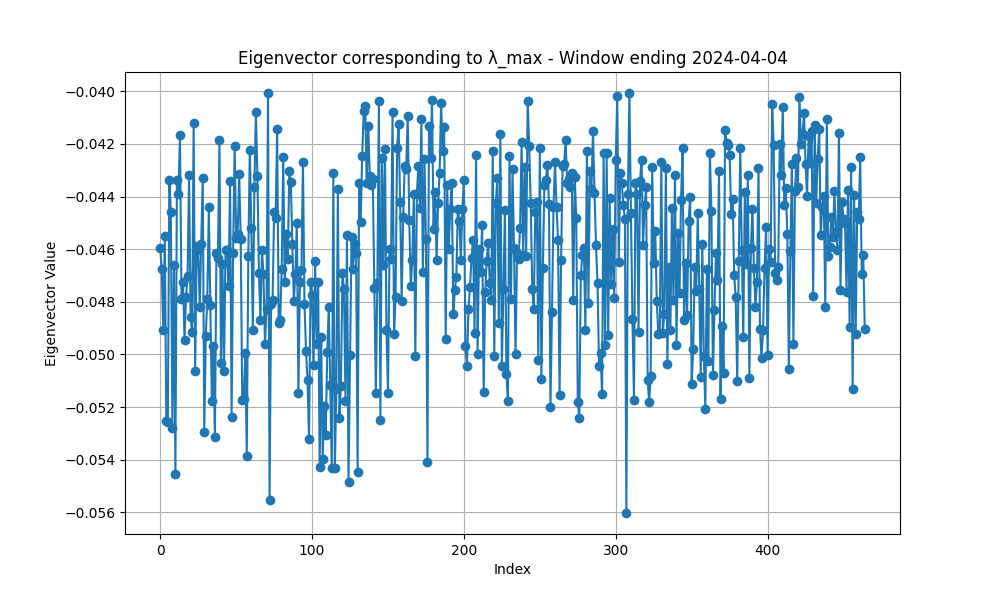 Eigenvector corresponding to λ_max - Window ending 2024-04-04
−0.040
−0.042
−0.044
−0.046
−0.048
−0.050
−0.052
−0.054
−0.056
Eigenvector Value
0 100 200 300 400
Index